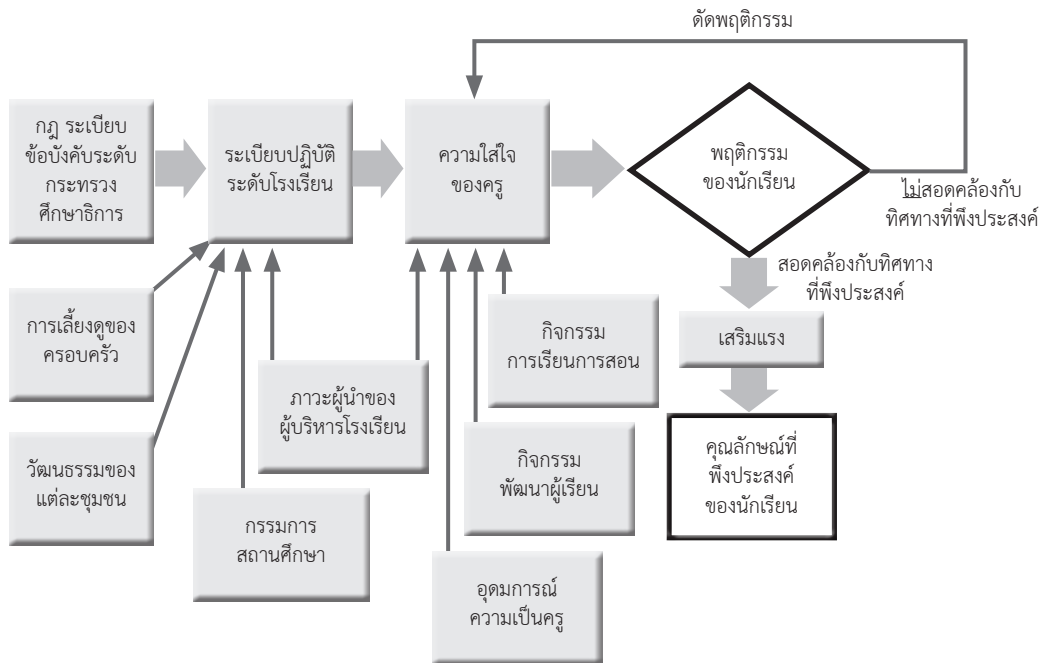 ดัดพฤติกรรม
กฎ ระเบียบ
ข้อบังคับระดับ
กระทรวง
ศึกษาธิการ
ระเบียบปฏิบัติ
ระดับโรงเรียน
ความใส่ใจ
ของครู
พฤติกรรม
ของนักเรียน
ไม่สอดคล้องกับ
ทิศทางที่พึงประสงค์
สอดคล้องกับทิศทาง
ที่พึงประสงค์
การเลี้ยงดูของ
ครอบครัว
กิจกรรม
การเรียนการสอน
เสริมแรง
ภาวะผู้นำของ
ผู้บริหารโรงเรียน
วัฒนธรรมของ
แต่ละชุมชน
กิจกรรม
พัฒนาผู้เรียน
คุณลักษณ์ที่
พึงประสงค์
ของนักเรียน
กรรมการ
สถานศึกษา
อุดมการณ์
ความเป็นครู